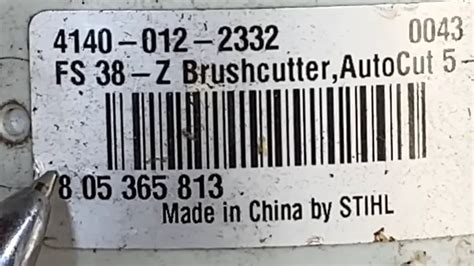 4140-012-2332 0043
FS 38-Z Brushcutter,AutoCut 5-
8 05 365 813
Made in China by STIHL